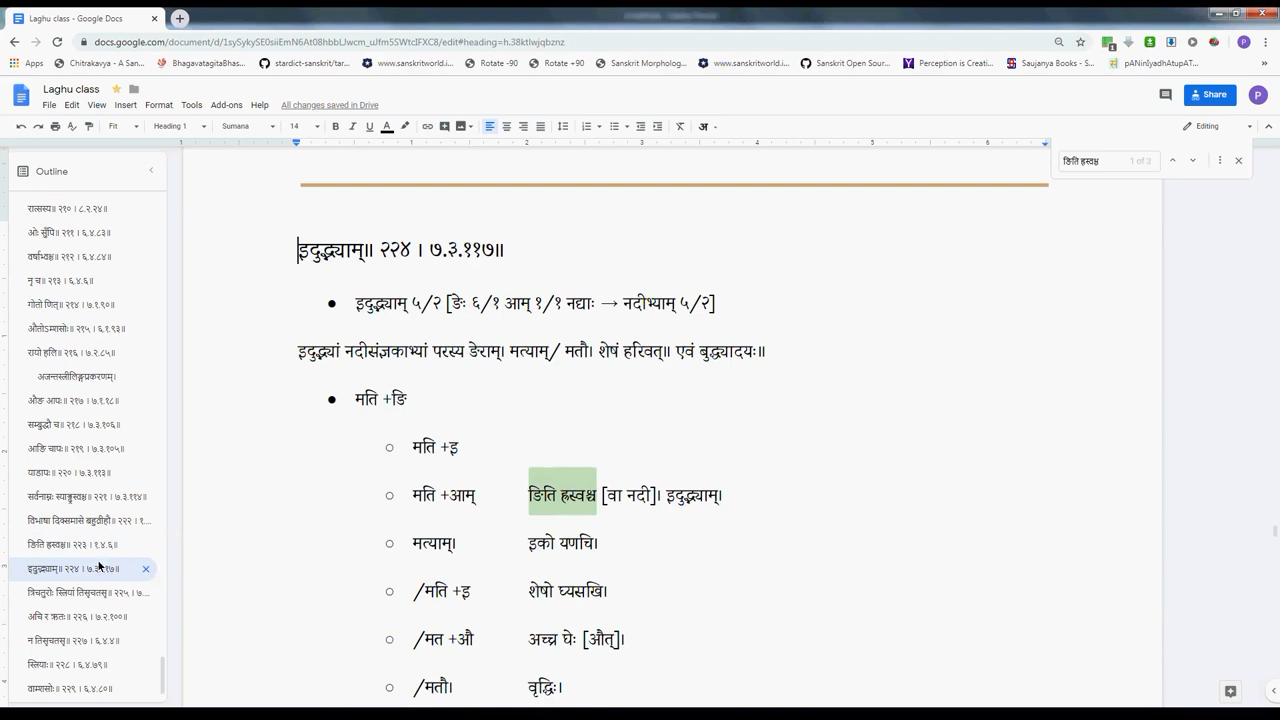 Laghu class - Google Docs
docs.google.com/document/d/1sySykySE0siiEmN6At08hbbLJwcm_uJfm5SWtcIFXC8/edit#heading=h.38ktlwjqbznz
Apps Chitrakavya - A San... BhagavatagitaBhas... stardict-sanskrit/tar... www.sanskritworld.i... Rotate -90 Rotate +90 Sanskrit Morpholog... www.sanskritworld.i... Sanskrit Open Sour... Perception is Creati... Saujanya Books - S... pANinIyadhAtupAT...
Laghu class
File Edit View Insert Format Tools Add-ons Help All changes saved in Drive
Share
Fit Heading 1 Sumana 14 Editing
ङिति ह्रस्वश्च 1 of 2
Outline
रात्सस्य॥ २१० । ८.२.२४॥
ओः सुँपि॥ २११ । ६.४.८३॥
वर्षाभ्वश्च॥ २१२ । ६.४.८४॥
नृ च॥ २१३ । ६.४.६॥
गोतो णित्॥ २१४ । ७.१.९०॥
औतोऽम्शसोः॥ २१५ । ६.१.९३॥
रायो हलि॥ २१६ । ७.२.८५॥
अजन्तस्त्रीलिङ्गप्रकरणम्।
औङ आपः॥ २१७ । ७.१.१८॥
सम्बुद्धौ च॥ २१८ । ७.३.१०६॥
आङि चापः॥ २१९ । ७.३.१०५॥
याडापः॥ २२० । ७.३.११३॥
सर्वनाम्नः स्याड्ढ्रस्वश्च॥ २२१ । ७.३.११४॥
विभाषा दिक्समासे बहुव्रीहौ॥ २२२ । १....
ङिति ह्रस्वश्च॥ २२३ । १.४.६॥
इदुद्भ्याम्॥ २२४ । ७.३.११७॥
त्रिचतुरोः स्त्रियां तिसृचतसृ॥ २२५ । ७....
अचि र ऋतः॥ २२६ । ७.२.१००॥
न तिसृचतसृ॥ २२७ । ६.४.४॥
स्त्रियाः॥ २२८ । ६.४.७९॥
वाम्शसोः॥ २२९ । ६.४.८०॥
इदुद्भ्याम्॥ २२४ । ७.३.११७॥
इदुद्भ्याम् ५/२ [ङेः ६/१ आम् १/१ नद्याः → नदीभ्याम् ५/२]
इदुद्भ्यां नदीसंज्ञकाभ्यां परस्य ङेराम्। मत्याम्/ मतौ। शेषं हरिवत्॥ एवं बुद्ध्यादयः॥
मति +ङि
मति +इ
मति +आम् ङिति ह्रस्वश्च [वा नदी]। इदुद्भ्याम्।
मत्याम्। इको यणचि।
/मति +इ शेषो घ्यसखि।
/मत +औ अच्च घेः [औत्]।
/मतौ। वृद्धिः।